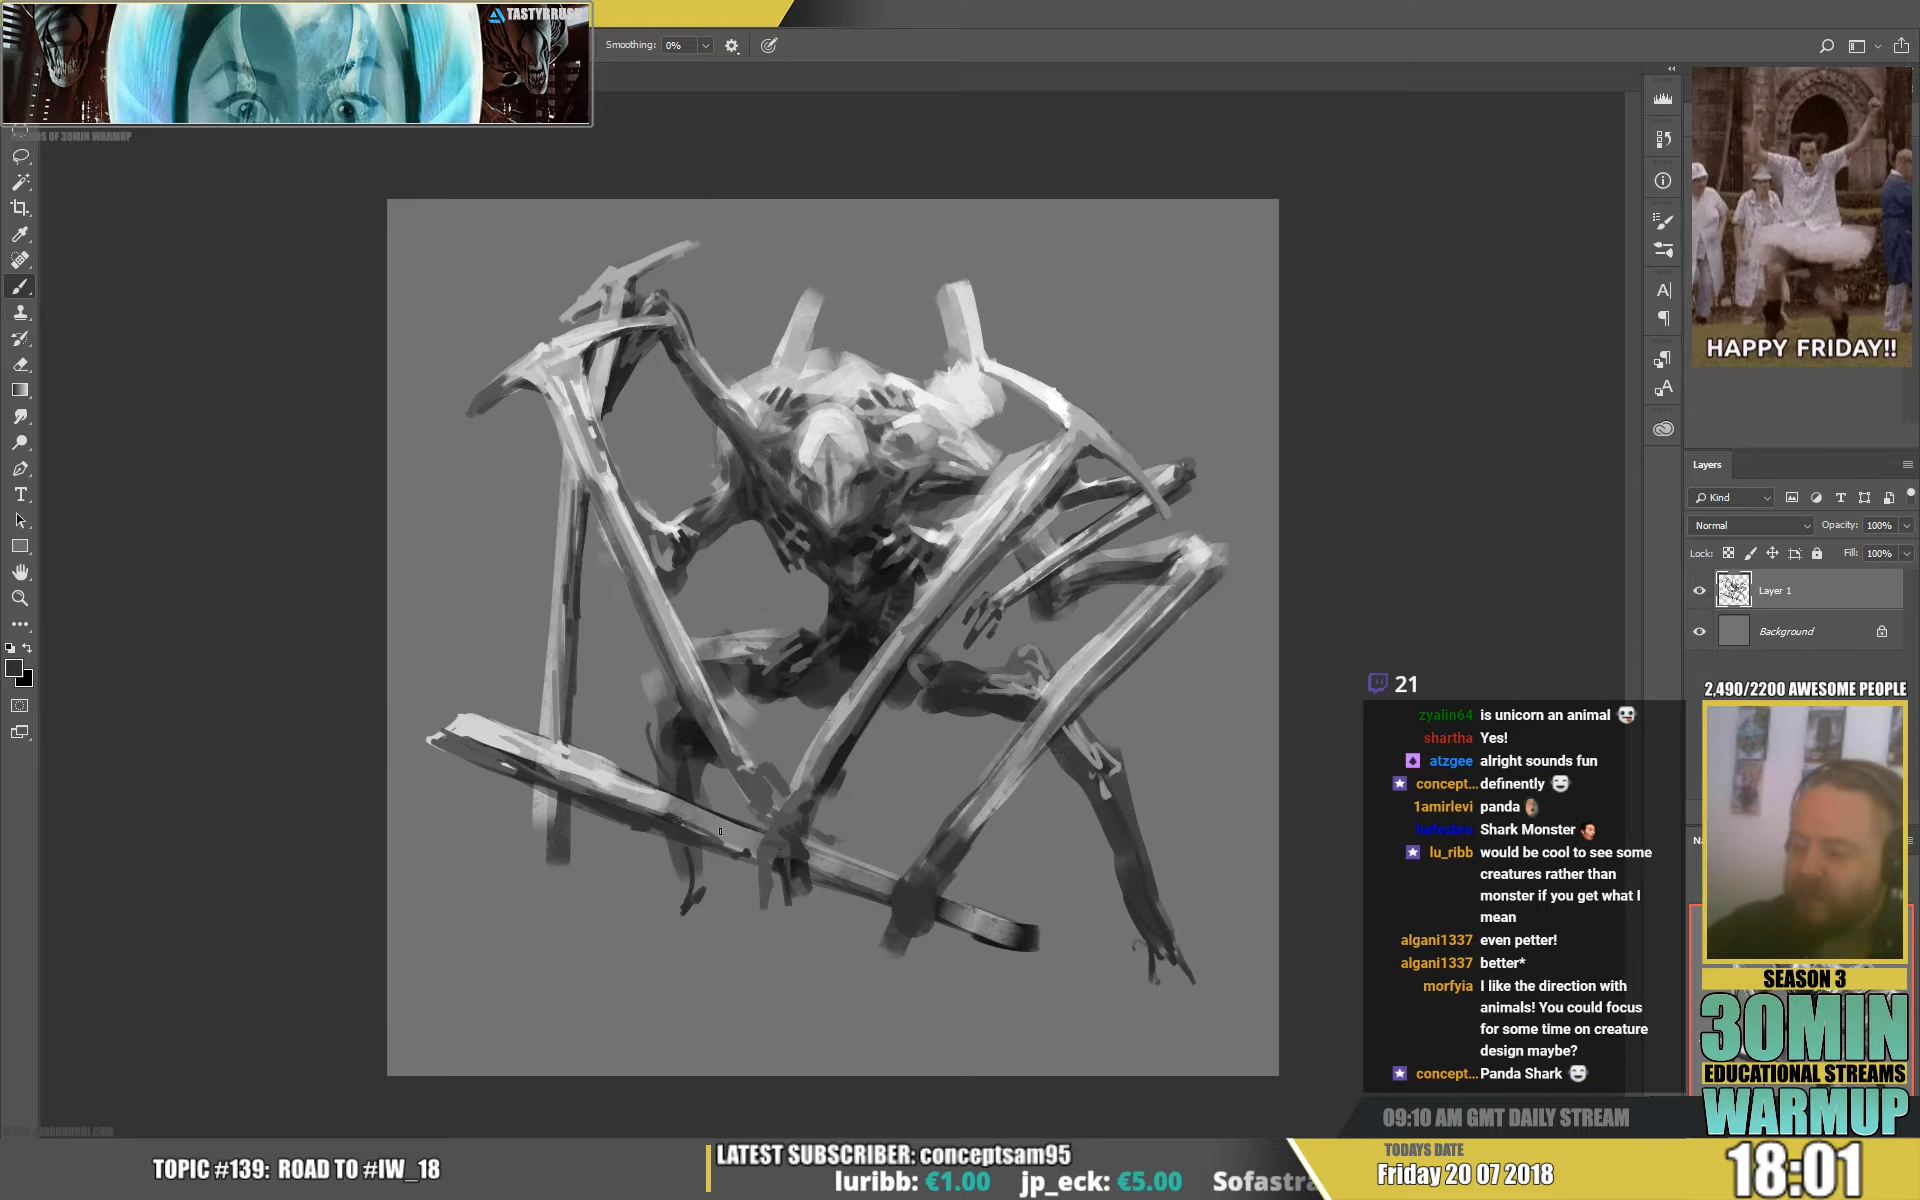 TASTYBRUSH
Smoothing: 0%
OF 30MIN WARMUP
HAPPY FRIDAY!!
Layers
Kind
Normal
Opacity: 100%
Lock:
Fill: 100%
Layer 1
Background
2,490/2200 AWESOME PEOPLE
21
zyalin64 is unicorn an animal
shartha Yes!
atzgee alright sounds fun
concept... definently
1amirlevi panda
Shark Monster
lu_ribb would be cool to see some
creatures rather than
monster if you get what I
mean
algani1337 even petter!
algani1337 better*
morfyia I like the direction with
animals! You could focus
for some time on creature
design maybe?
concept... Panda Shark
SEASON 3
30MIN
EDUCATIONAL STREAMS
WARMUP
09:10 AM GMT DAILY STREAM
TOPIC #139: ROAD TO #IW_18
LATEST SUBSCRIBER: conceptsam95
luribb: €1.00 jp_eck: €5.00 Sofastra
TODAYS DATE
Friday 20 07 2018
18:01